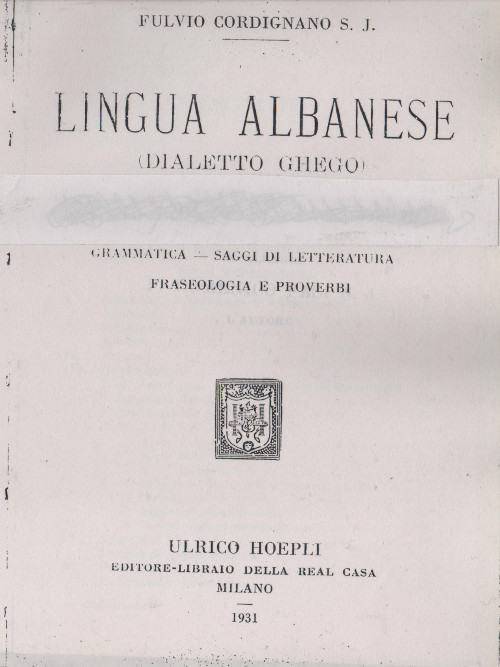 FULVIO CORDIGNANO S. J.
LINGUA ALBANESE
(DIALETTO GHEGO)
GRAMMATICA — SAGGI DI LETTERATURA
FRASEOLOGIA E PROVERBI
L'AUTORE
ULRICO HOEPLI
EDITORE-LIBRAIO DELLA REAL CASA
MILANO
1931